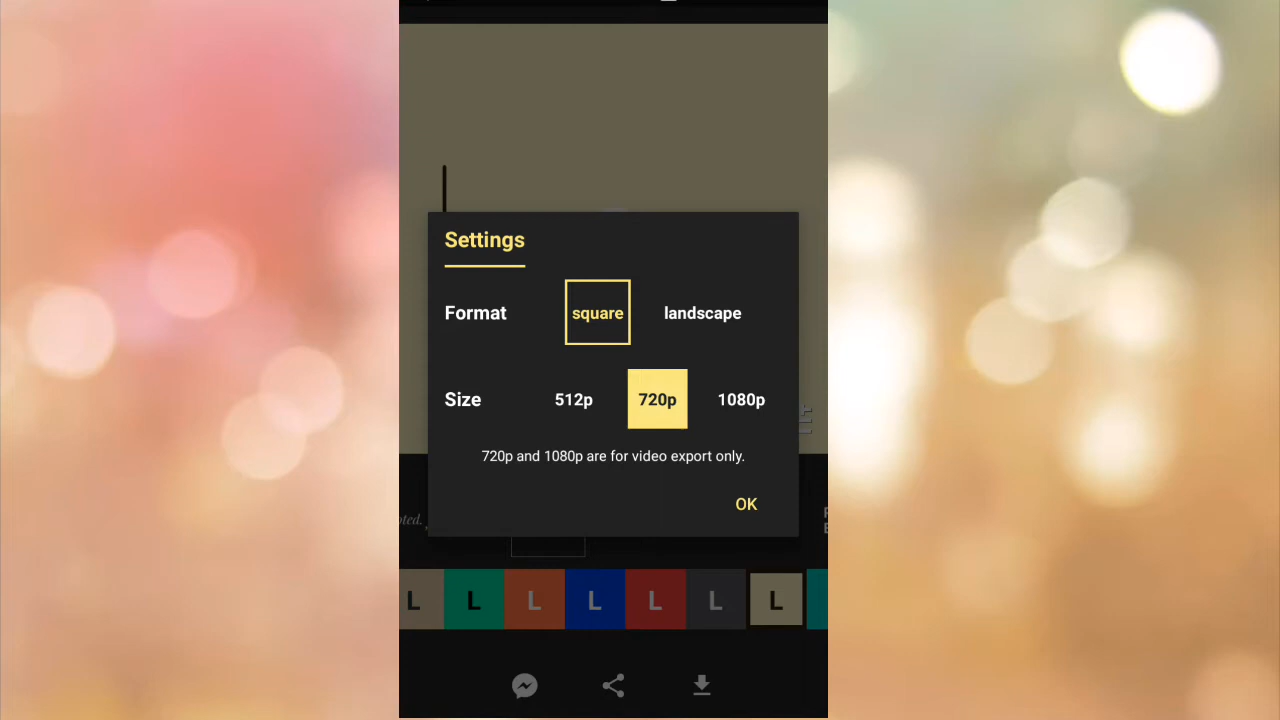 Settings
Format square landscape
Size 512p 720p 1080p
720p and 1080p are for video export only.
OK
L L L L L L L